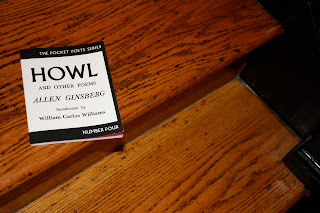 THE POCKET POETS SERIES
HOWL
AND OTHER POEMS
ALLEN GINSBERG
Introduction by
William Carlos Williams
NUMBER FOUR